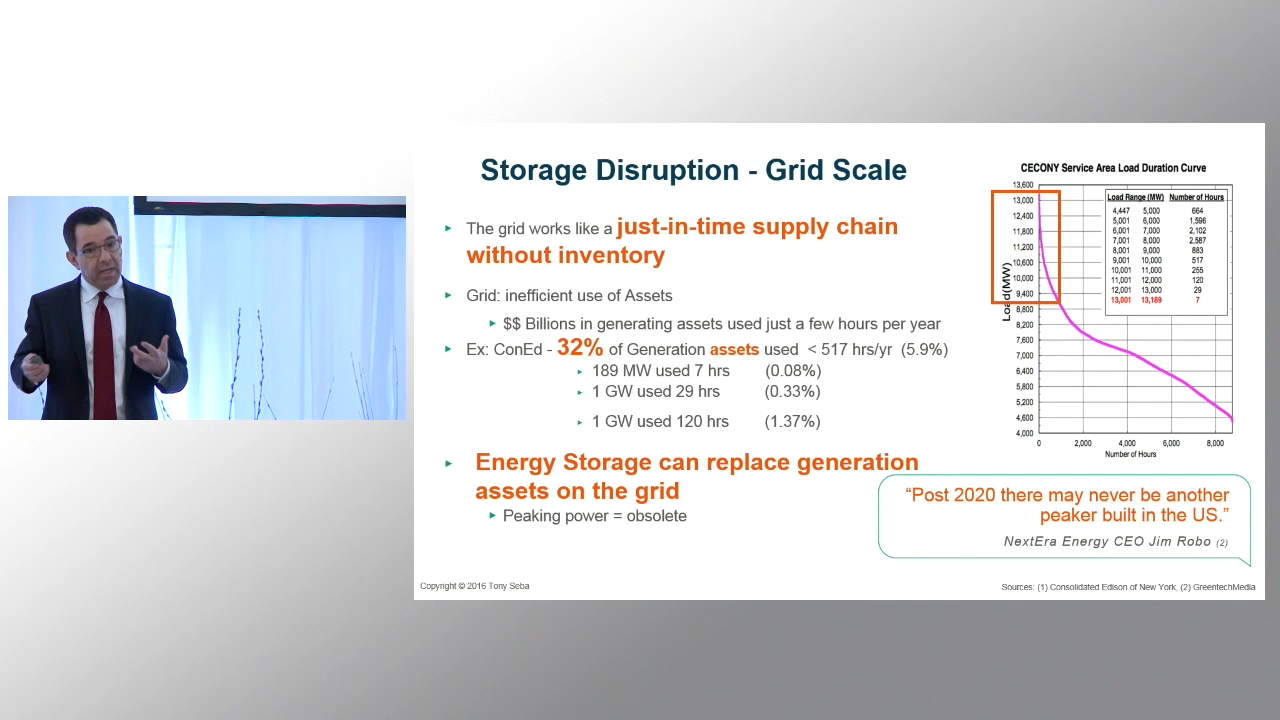 Storage Disruption - Grid Scale
The grid works like a just-in-time supply chain
without inventory
Grid: inefficient use of Assets
$$ Billions in generating assets used just a few hours per year
Ex: ConEd - 32% of Generation assets used < 517 hrs/yr (5.9%)
189 MW used 7 hrs (0.08%)
1 GW used 29 hrs (0.33%)
1 GW used 120 hrs (1.37%)
Energy Storage can replace generation
assets on the grid
Peaking power = obsolete
CECONY Service Area Load Duration Curve
13,600
13,000
12,400
11,800
11,200
10,600
10,000
9,400
8,800
8,200
7,600
7,000
6,400
5,800
5,200
4,600
4,000
Load(MW)
Load Range (MW) Number of Hours
4,447 5,000 664
5,001 6,000 1,596
6,001 7,000 2,102
7,001 8,000 2,587
8,001 9,000 883
9,001 10,000 517
10,001 11,000 255
11,001 12,000 120
12,001 13,000 29
13,001 13,189 7
0 2,000 4,000 6,000 8,000
Number of Hours
“Post 2020 there may never be another
peaker built in the US.”
NextEra Energy CEO Jim Robo (2)
Copyright © 2016 Tony Seba
Sources: (1) Consolidated Edison of New York, (2) GreentechMedia